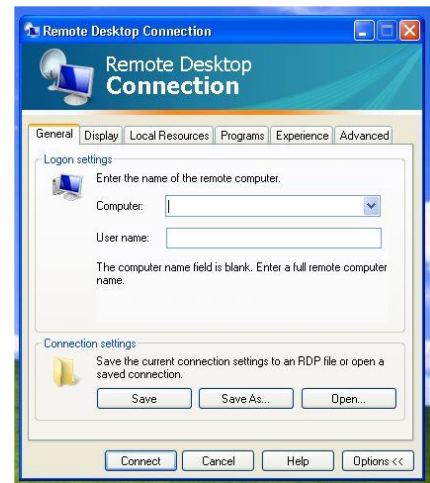 Remote Desktop Connection
Remote Desktop
Connection
General Display Local Resources Programs Experience Advanced
Logon settings
Enter the name of the remote computer.
Computer:
User name:
The computer name field is blank. Enter a full remote computer
name.
Connection settings
Save the current connection settings to an RDP file or open a
saved connection.
Save Save As... Open...
Connect Cancel Help Options <<